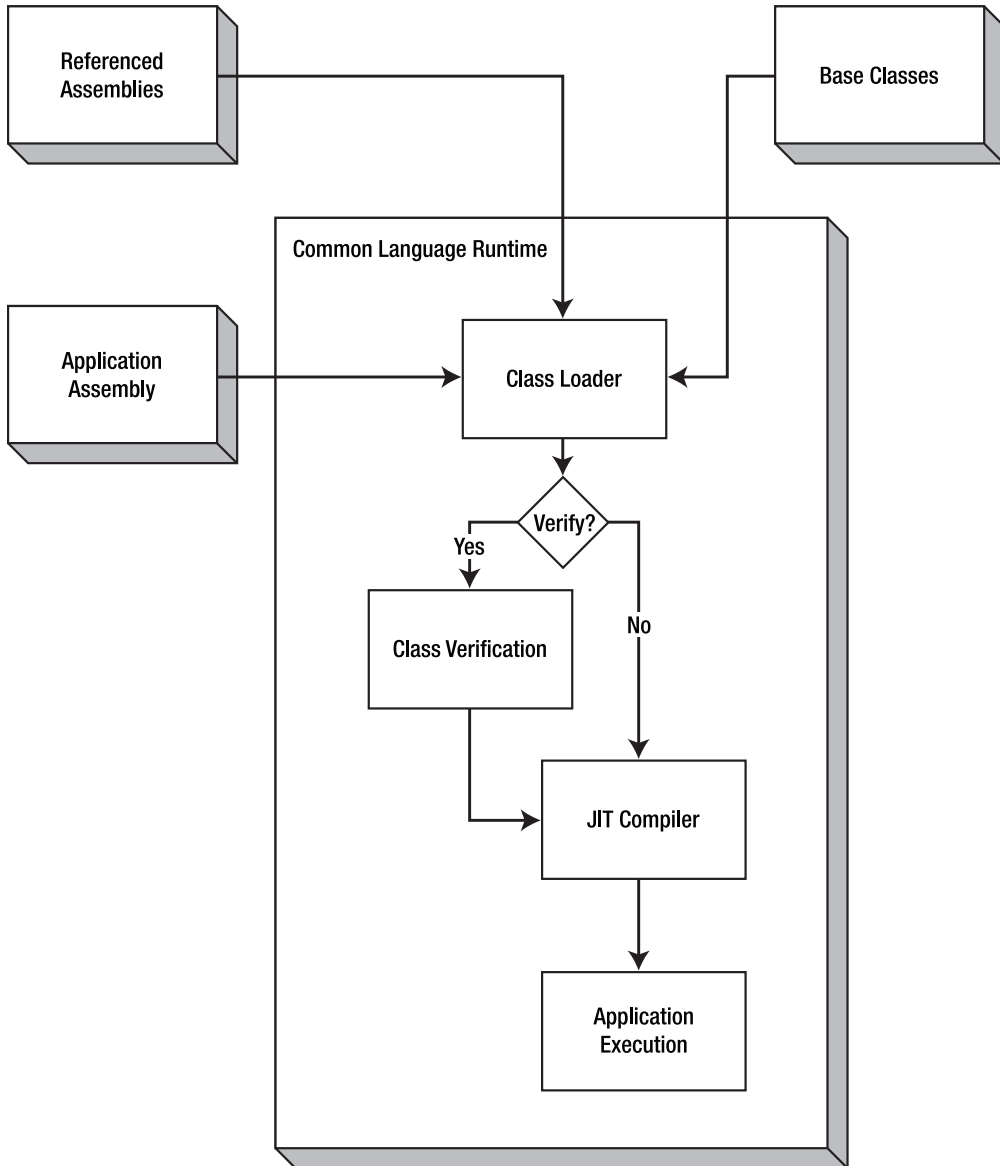 Referenced
Assemblies
Base Classes
Common Language Runtime
Application
Assembly
Class Loader
Verify?
Yes
No
Class Verification
JIT Compiler
Application
Execution